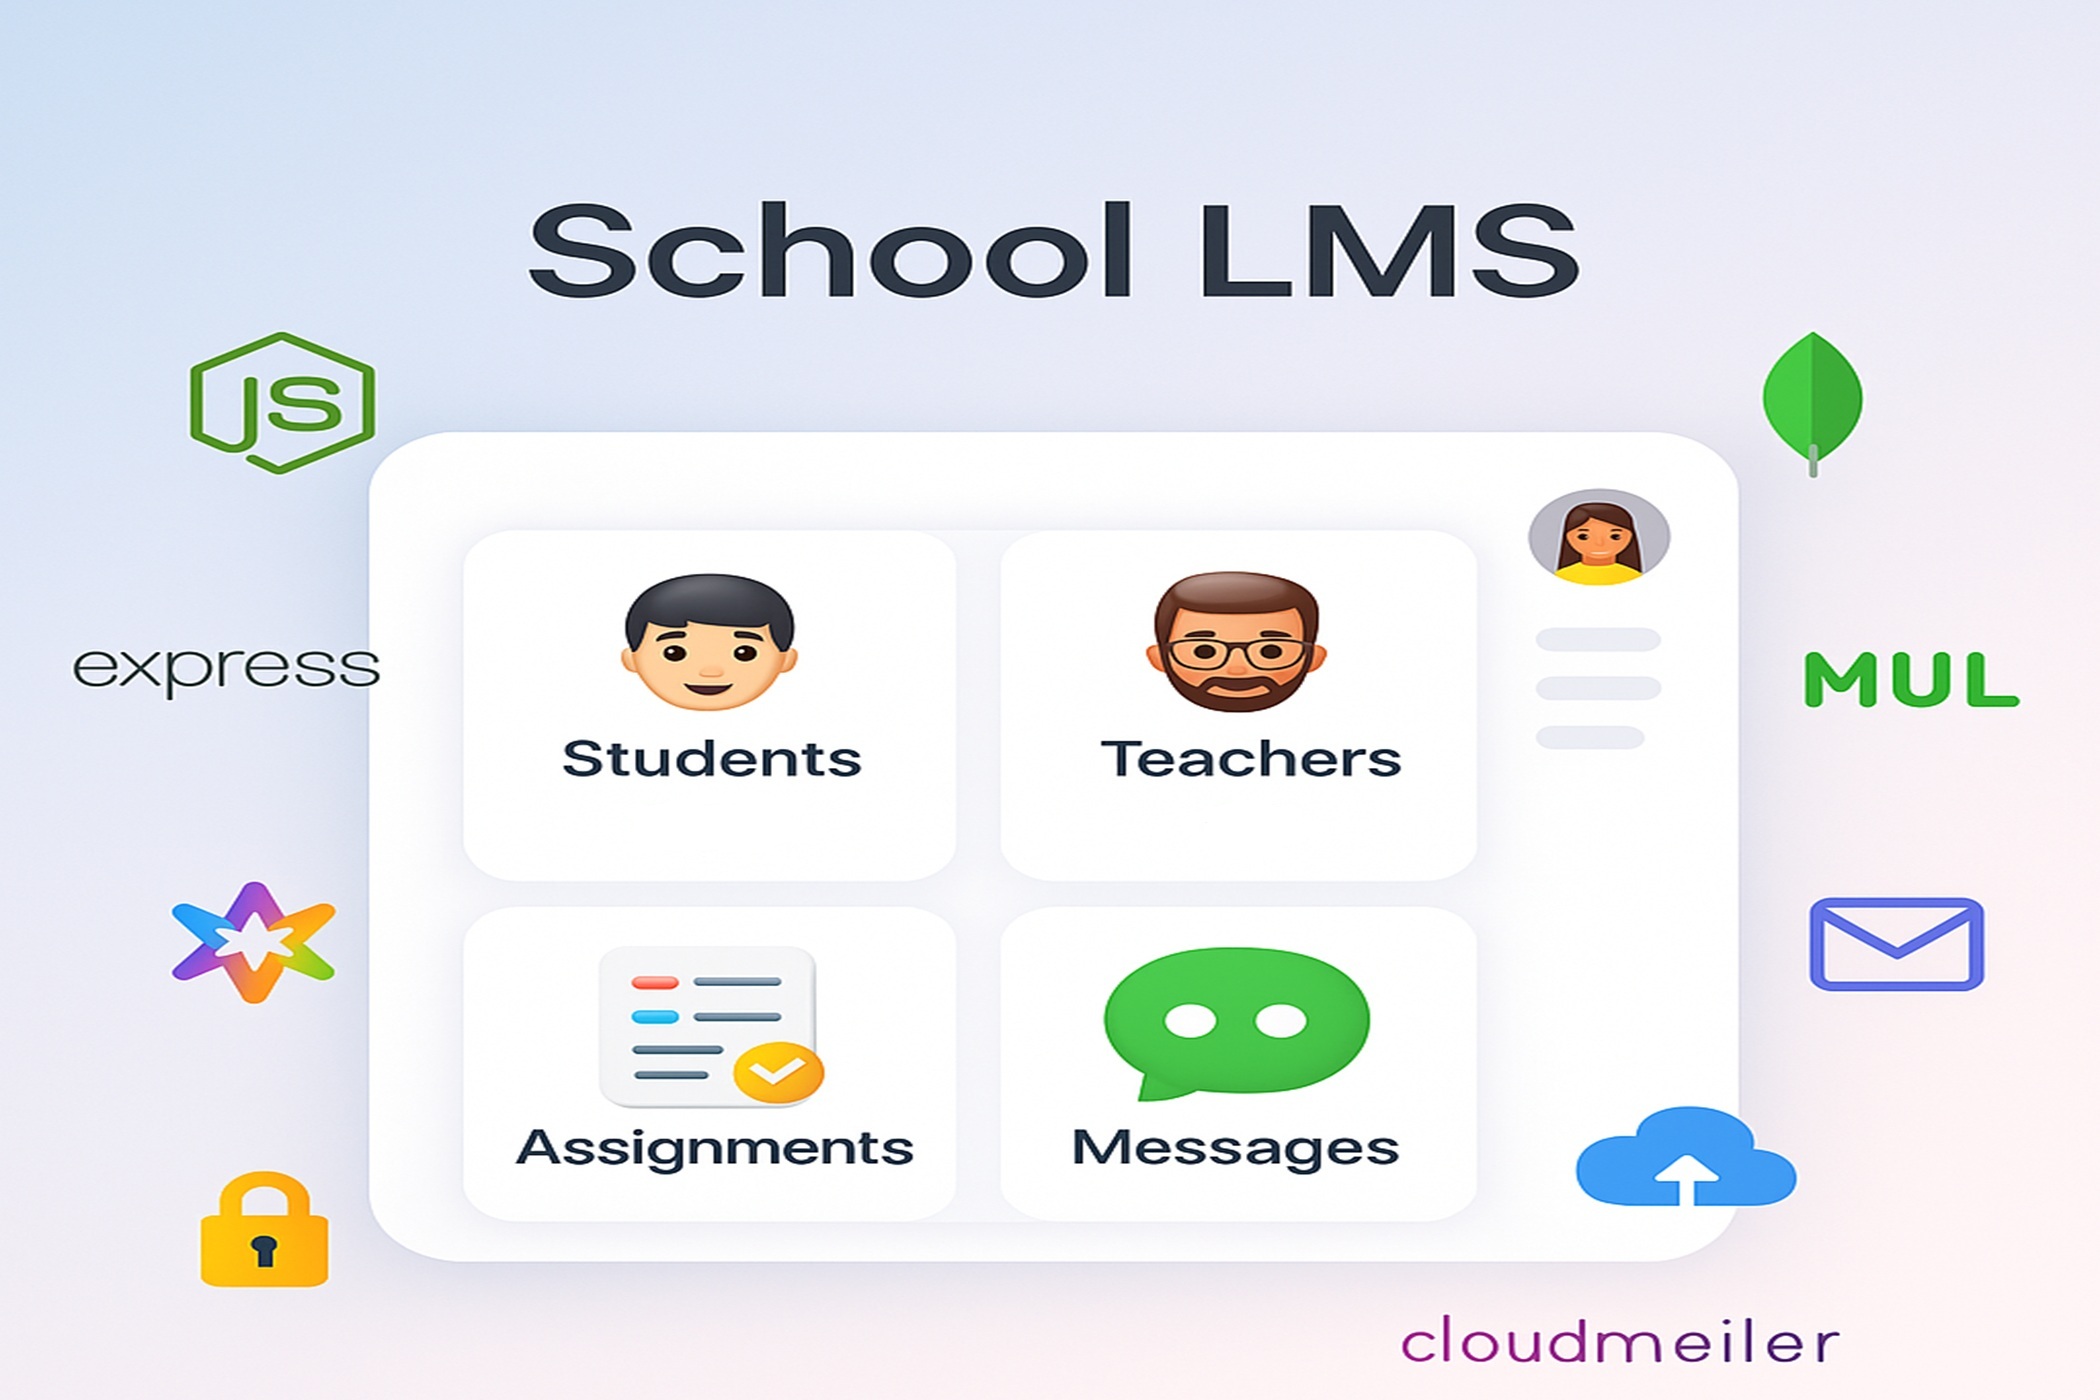 School LMS
JS
express
MUL
Students
Teachers
Assignments
Messages
cloudmeiler